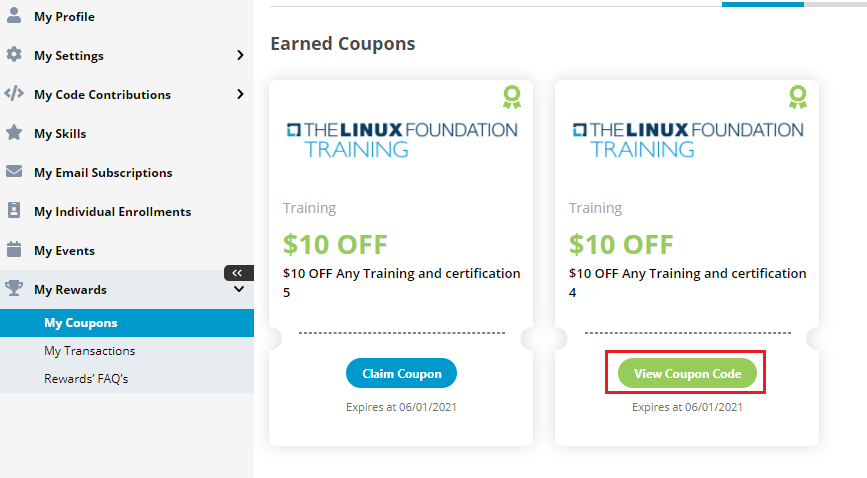 My Profile
My Settings
My Code Contributions
My Skills
My Email Subscriptions
My Individual Enrollments
My Events
My Rewards
My Coupons
My Transactions
Rewards' FAQ's
Earned Coupons
THE LINUX FOUNDATION
TRAINING
Training
$10 OFF
$10 OFF Any Training and certification
5
Claim Coupon
Expires at 06/01/2021
THE LINUX FOUNDATION
TRAINING
Training
$10 OFF
$10 OFF Any Training and certification
4
View Coupon Code
Expires at 06/01/2021